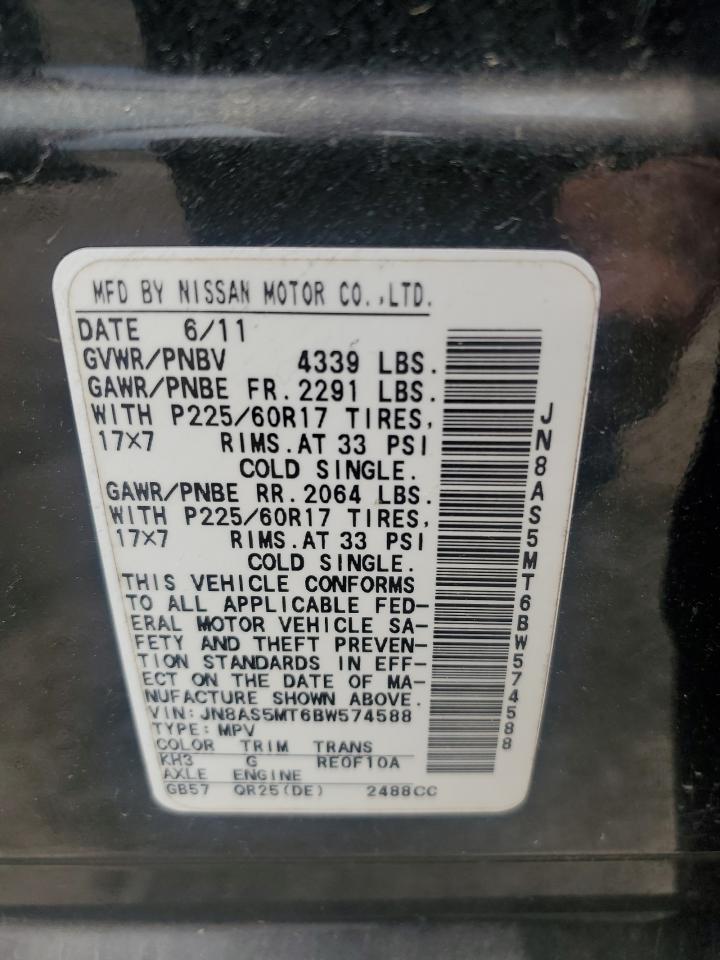 MFD BY NISSAN MOTOR CO.,LTD.
DATE 6/11
GVWR/PNBV 4339 LBS.
GAWR/PNBE FR. 2291 LBS.
WITH P225/60R17 TIRES,
17X7 RIMS. AT 33 PSI
COLD SINGLE.
GAWR/PNBE RR. 2064 LBS.
WITH P225/60R17 TIRES,
17X7 RIMS. AT 33 PSI
COLD SINGLE.
THIS VEHICLE CONFORMS
TO ALL APPLICABLE FED-
ERAL MOTOR VEHICLE SA-
FETY AND THEFT PREVEN-
TION STANDARDS IN EFF-
ECT ON THE DATE OF MA-
NUFACTURE SHOWN ABOVE.
VIN: JN8AS5MT6BW574588
TYPE: MPV
COLOR TRIM TRANS
KH3 G RE0F10A
AXLE ENGINE
GB57 QR25(DE) 2488CC
JN8AS5MT6BW574588